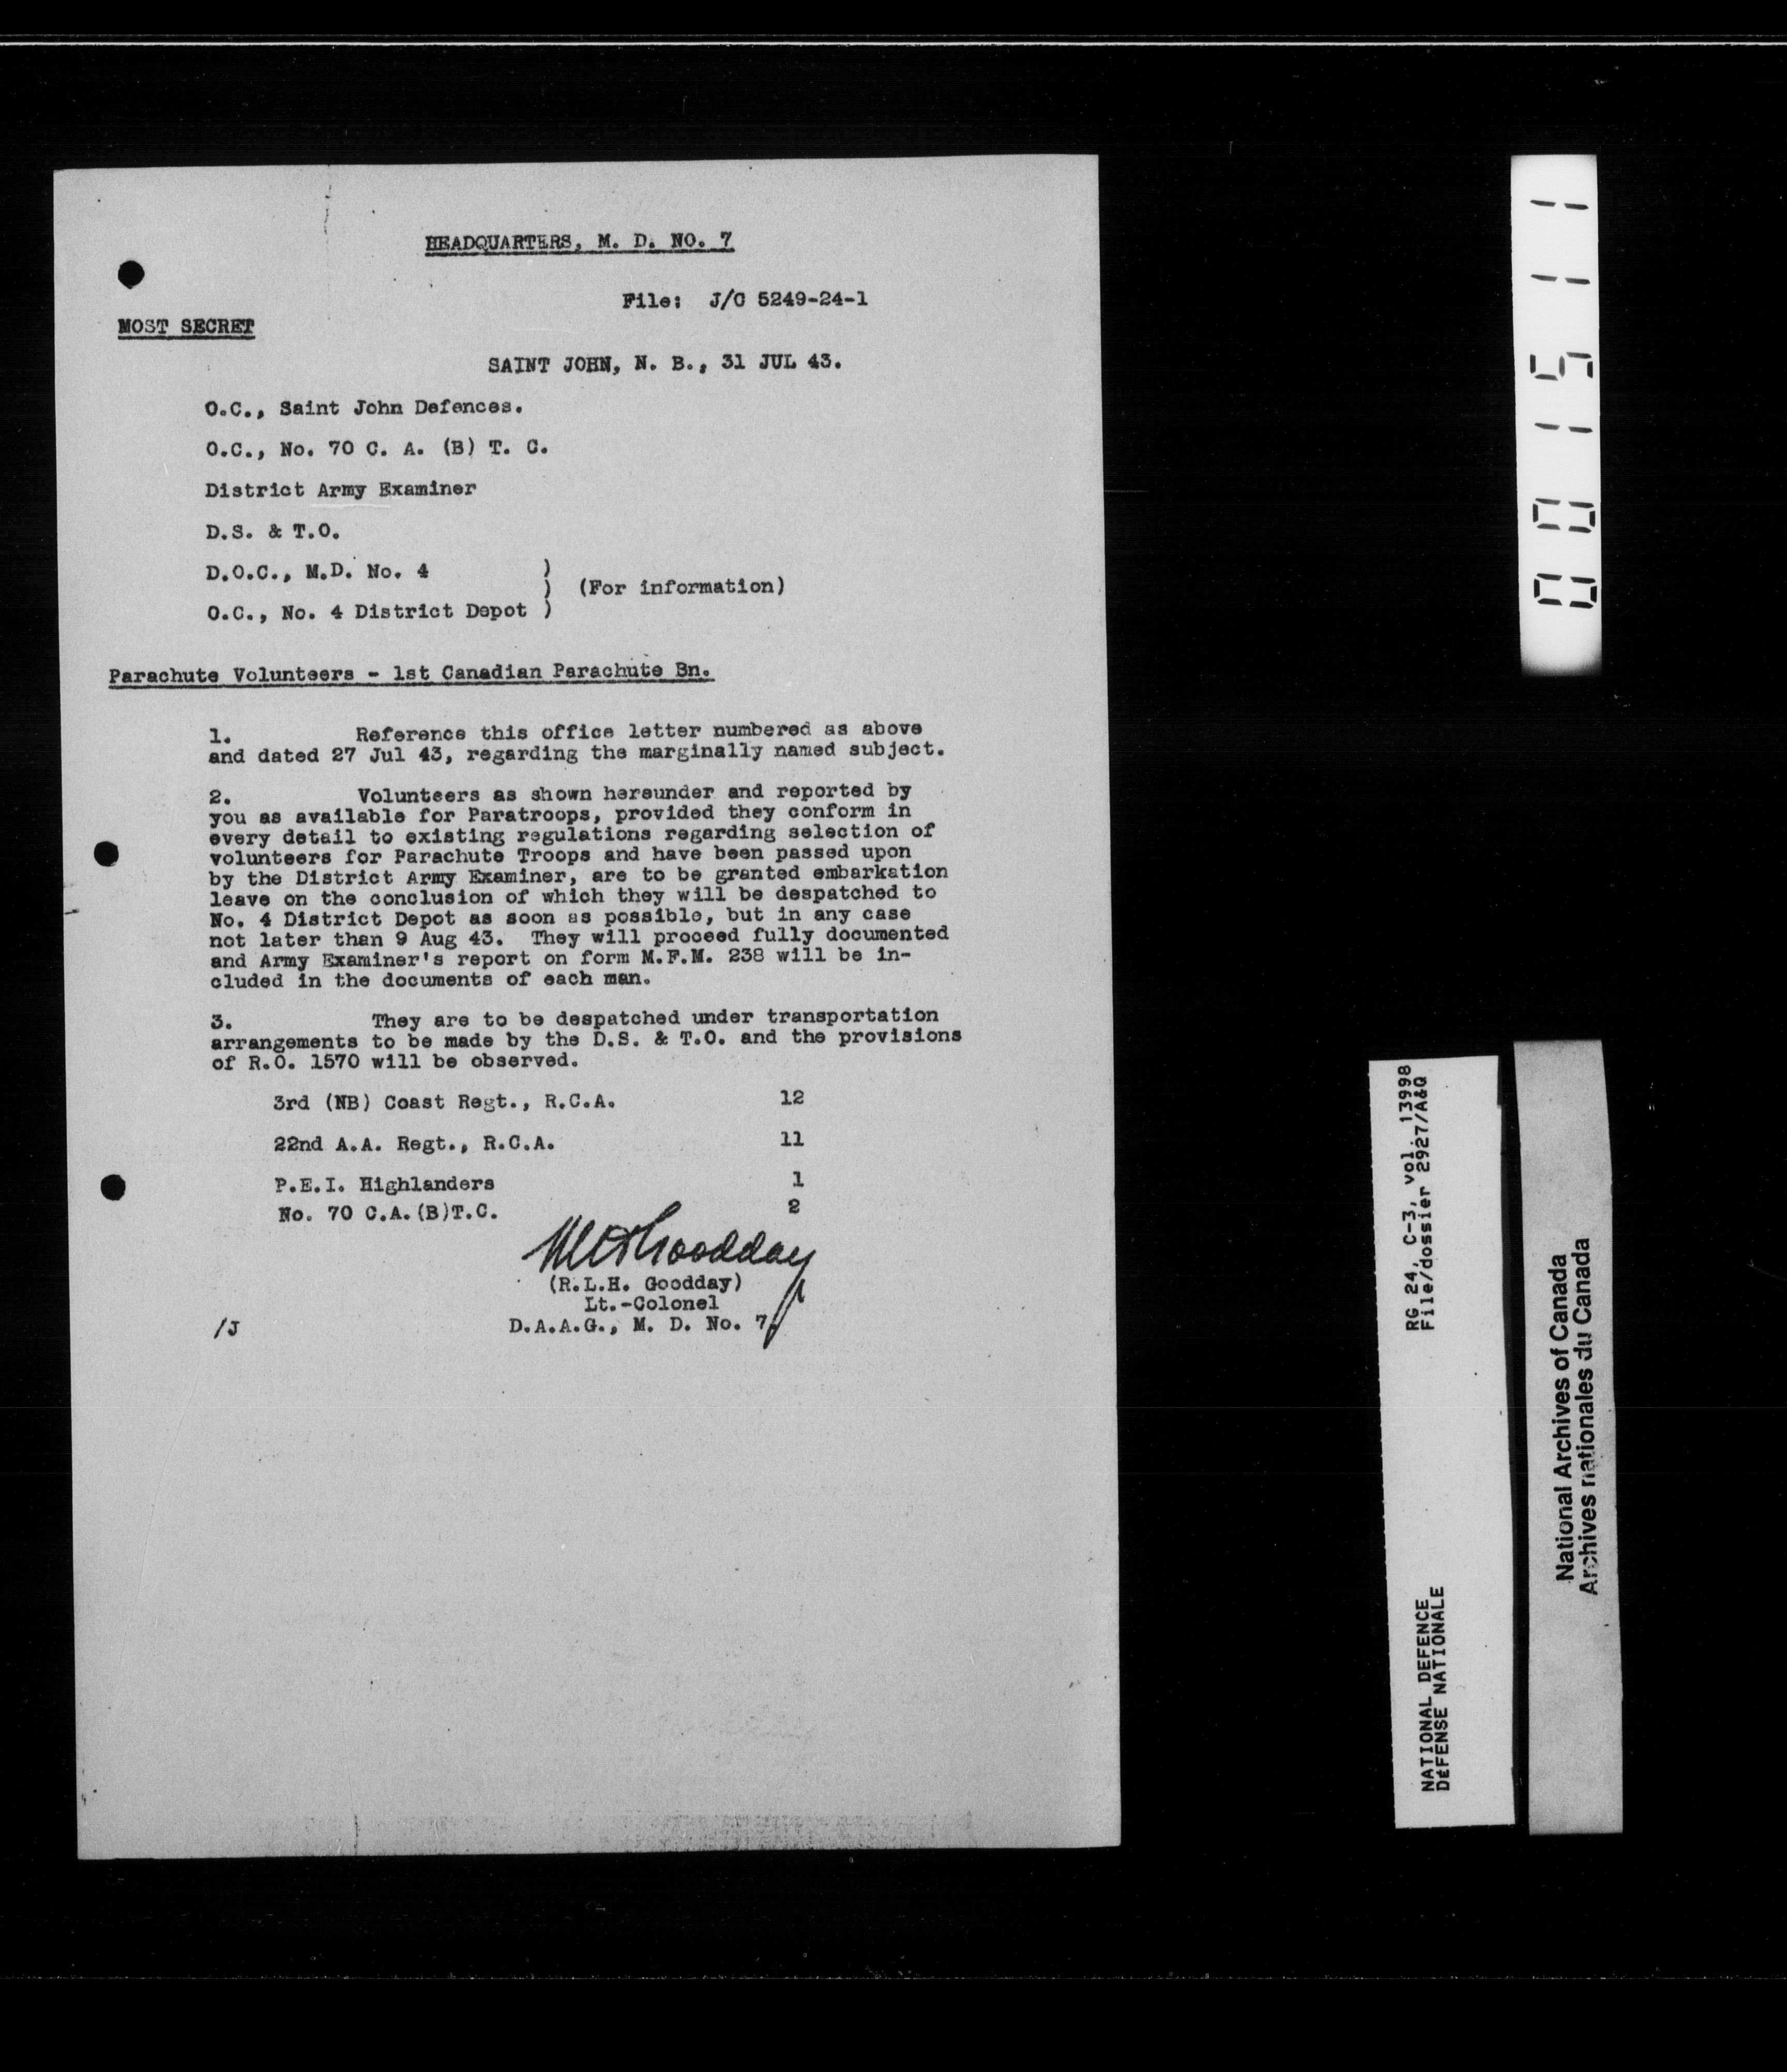 HEADQUARTERS, M. D. NO. 7
File: J/C 5249-24-1
MOST SECRET
SAINT JOHN, N. B., 31 JUL 43.
O.C., Saint John Defences.
O.C., No. 70 C. A. (B) T. C.
District Army Examiner
D.S. & T.O.
D.O.C., M.D. No. 4 )
) (For information)
O.C., No. 4 District Depot )
Parachute Volunteers - 1st Canadian Parachute Bn.
1. Reference this office letter numbered as above
and dated 27 Jul 43, regarding the marginally named subject.
2. Volunteers as shown hereunder and reported by
you as available for Paratroops, provided they conform in
every detail to existing regulations regarding selection of
volunteers for Parachute Troops and have been passed upon
by the District Army Examiner, are to be granted embarkation
leave on the conclusion of which they will be despatched to
No. 4 District Depot as soon as possible, but in any case
not later than 9 Aug 43. They will proceed fully documented
and Army Examiner's report on form M.F.M. 238 will be in-
cluded in the documents of each man.
3. They are to be despatched under transportation
arrangements to be made by the D.S. & T.O. and the provisions
of R.O. 1570 will be observed.
3rd (NB) Coast Regt., R.C.A. 12
22nd A.A. Regt., R.C.A. 11
P.E.I. Highlanders 1
No. 70 C.A.(B)T.C. 2
(R.L.H. Goodday)
Lt.-Colonel
/J D.A.A.G., M. D. No. 7.
001511
RG 24, C-3, vol. 13998
File/dossier 2927/A&Q
NATIONAL DEFENCE
DÉFENSE NATIONALE
National Archives of Canada
Archives nationales du Canada